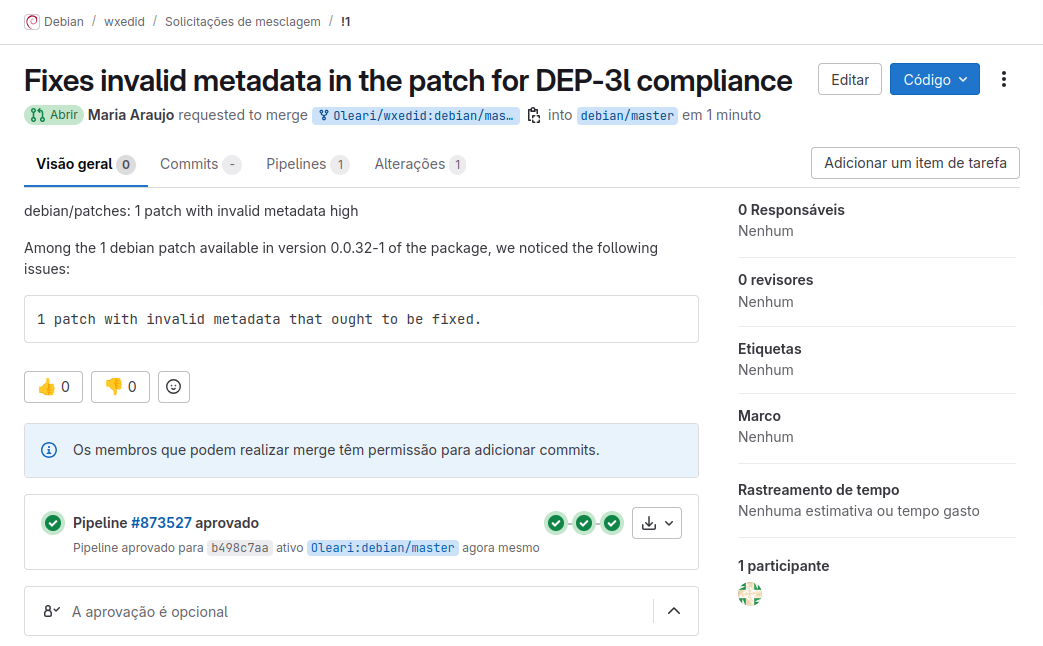 Debian / wxedid / Solicitações de mesclagem / !1
Fixes invalid metadata in the patch for DEP-3l compliance
Editar
Código
Abrir Maria Araujo requested to merge Oleari/wxedid:debian/mas… into debian/master em 1 minuto
Visão geral 0
Commits -
Pipelines 1
Alterações 1
Adicionar um item de tarefa
debian/patches: 1 patch with invalid metadata high
Among the 1 debian patch available in version 0.0.32-1 of the package, we noticed the following
issues:
1 patch with invalid metadata that ought to be fixed.
👍 0
👎 0
Os membros que podem realizar merge têm permissão para adicionar commits.
Pipeline #873527 aprovado
Pipeline aprovado para b498c7aa ativo Oleari:debian/master agora mesmo
A aprovação é opcional
0 Responsáveis
Nenhum
0 revisores
Nenhum
Etiquetas
Nenhum
Marco
Nenhum
Rastreamento de tempo
Nenhuma estimativa ou tempo gasto
1 participante